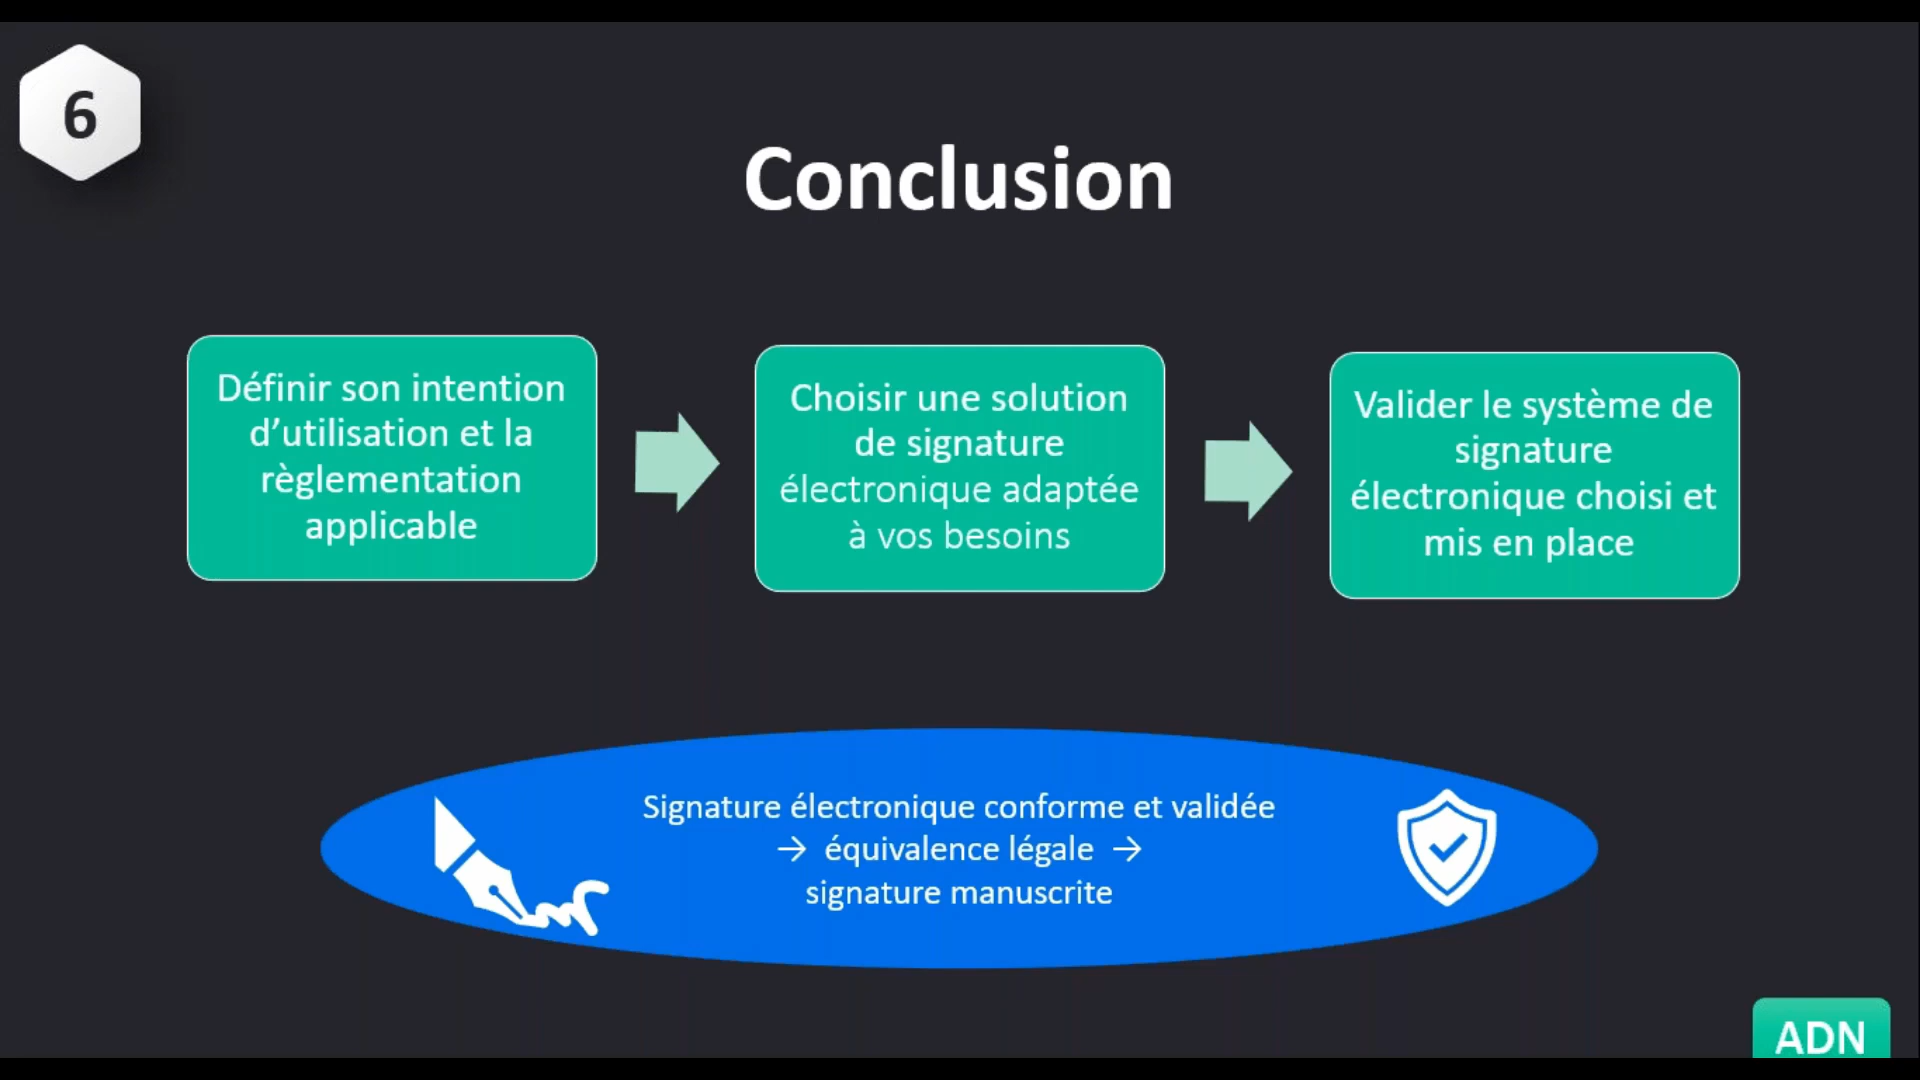 6
Conclusion
Définir son intention
d’utilisation et la
règlementation
applicable
Choisir une solution
de signature
électronique adaptée
à vos besoins
Valider le système de
signature
électronique choisi et
mis en place
Signature électronique conforme et validée
→ équivalence légale →
signature manuscrite
ADN